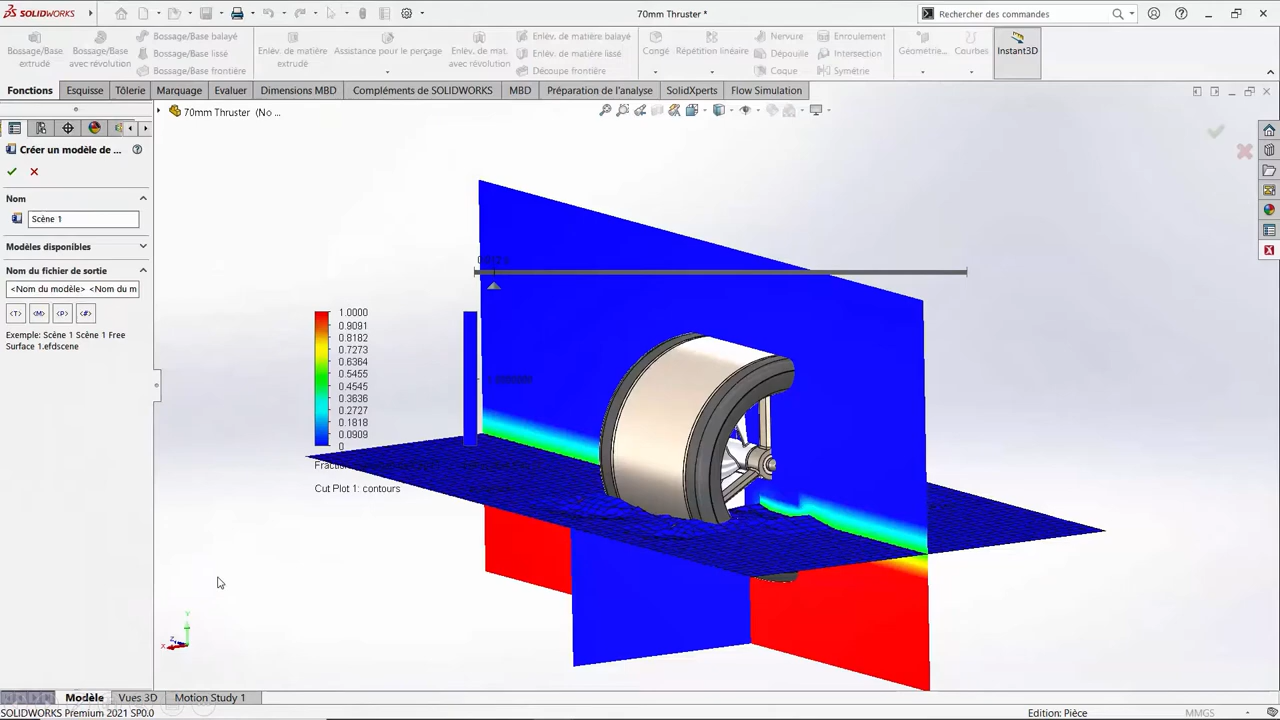 SOLIDWORKS
70mm Thruster *
Rechercher des commandes
Bossage/Base extrudé
Bossage/Base avec révolution
Bossage/Base balayé
Bossage/Base lissé
Bossage/Base frontière
Enlèv. de matière extrudé
Assistance pour le perçage
Enlèv. de mat. avec révolution
Enlèv. de matière balayé
Enlèv. de matière lissé
Découpe frontière
Congé
Répétition linéaire
Nervure
Dépouille
Coque
Enroulement
Intersection
Symétrie
Géométrie...
Courbes
Instant3D
Fonctions
Esquisse
Tôlerie
Marquage
Evaluer
Dimensions MBD
Compléments de SOLIDWORKS
MBD
Préparation de l'analyse
SolidXperts
Flow Simulation
70mm Thruster (No ...
Créer un modèle de ...
Nom
Scène 1
Modèles disponibles
Nom du fichier de sortie
<Nom du modèle> <Nom du m
<T> <M> <P> <#>
Exemple: Scène 1 Scène 1 Free
Surface 1.efdscene
1.0000
0.9091
0.8182
0.7273
0.6364
0.5455
0.4545
0.3636
0.2727
0.1818
0.0909
0
Cut Plot 1: contours
Y
Z
X
Modèle
Vues 3D
Motion Study 1
SOLIDWORKS Premium 2021 SP0.0
Edition: Pièce
MMGS